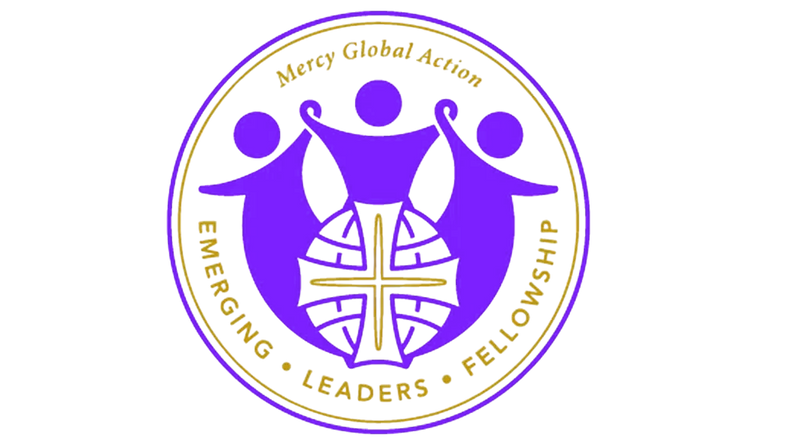 Mercy Global Action
EMERGING • LEADERS • FELLOWSHIP